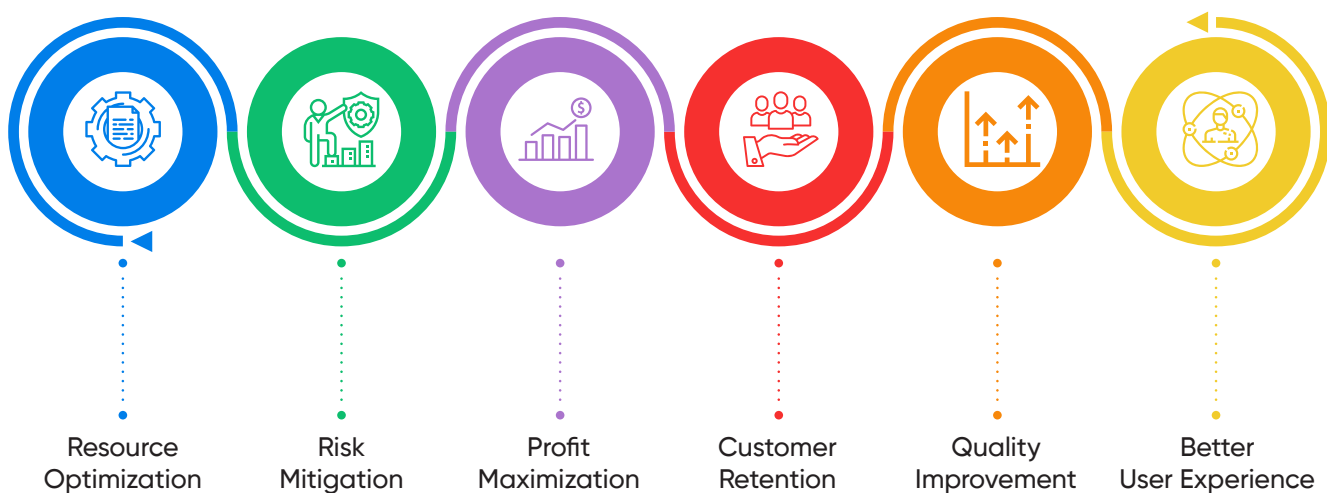 $
Resource
Optimization
Risk
Mitigation
Profit
Maximization
Customer
Retention
Quality
Improvement
Better
User Experience